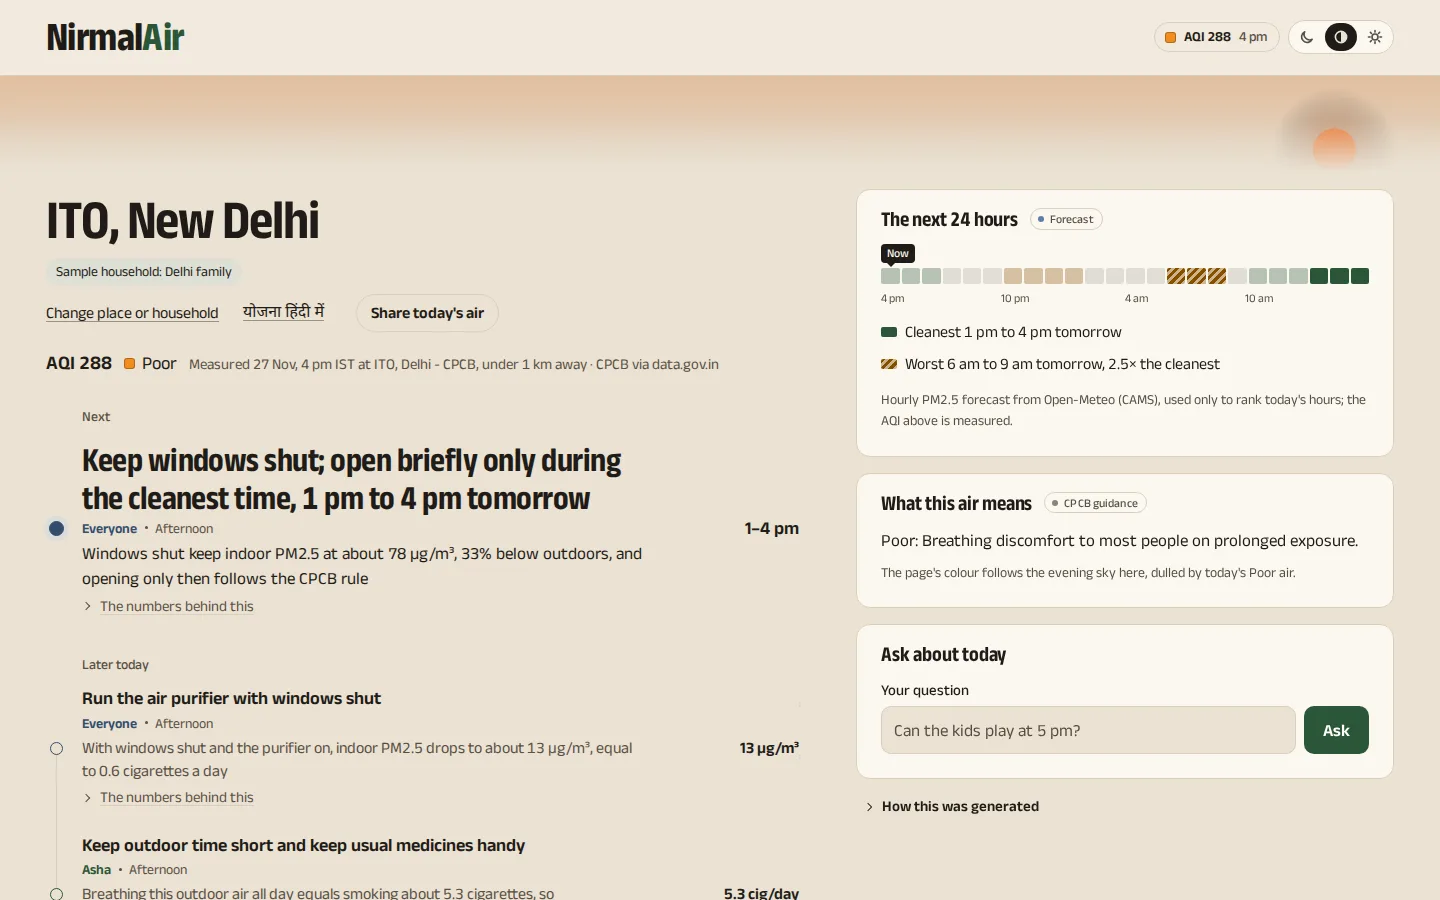 NirmalAir
AQI 288 4 pm
ITO, New Delhi
Sample household: Delhi family
Change place or household
योजना हिंदी में
Share today's air
AQI 288 Poor Measured 27 Nov, 4 pm IST at ITO, Delhi - CPCB, under 1 km away · CPCB via data.gov.in
Next
Keep windows shut; open briefly only during
the cleanest time, 1 pm to 4 pm tomorrow
Everyone • Afternoon
1–4 pm
Windows shut keep indoor PM2.5 at about 78 µg/m³, 33% below outdoors, and
opening only then follows the CPCB rule
The numbers behind this
Later today
Run the air purifier with windows shut
Everyone • Afternoon
With windows shut and the purifier on, indoor PM2.5 drops to about 13 µg/m³, equal
to 0.6 cigarettes a day
13 µg/m³
The numbers behind this
Keep outdoor time short and keep usual medicines handy
Asha • Afternoon
Breathing this outdoor air all day equals smoking about 5.3 cigarettes, so
5.3 cig/day
The next 24 hours
Forecast
Now
4 pm 10 pm 4 am 10 am
Cleanest 1 pm to 4 pm tomorrow
Worst 6 am to 9 am tomorrow, 2.5× the cleanest
Hourly PM2.5 forecast from Open-Meteo (CAMS), used only to rank today's hours; the
AQI above is measured.
What this air means
CPCB guidance
Poor: Breathing discomfort to most people on prolonged exposure.
The page's colour follows the evening sky here, dulled by today's Poor air.
Ask about today
Your question
Can the kids play at 5 pm?
Ask
How this was generated